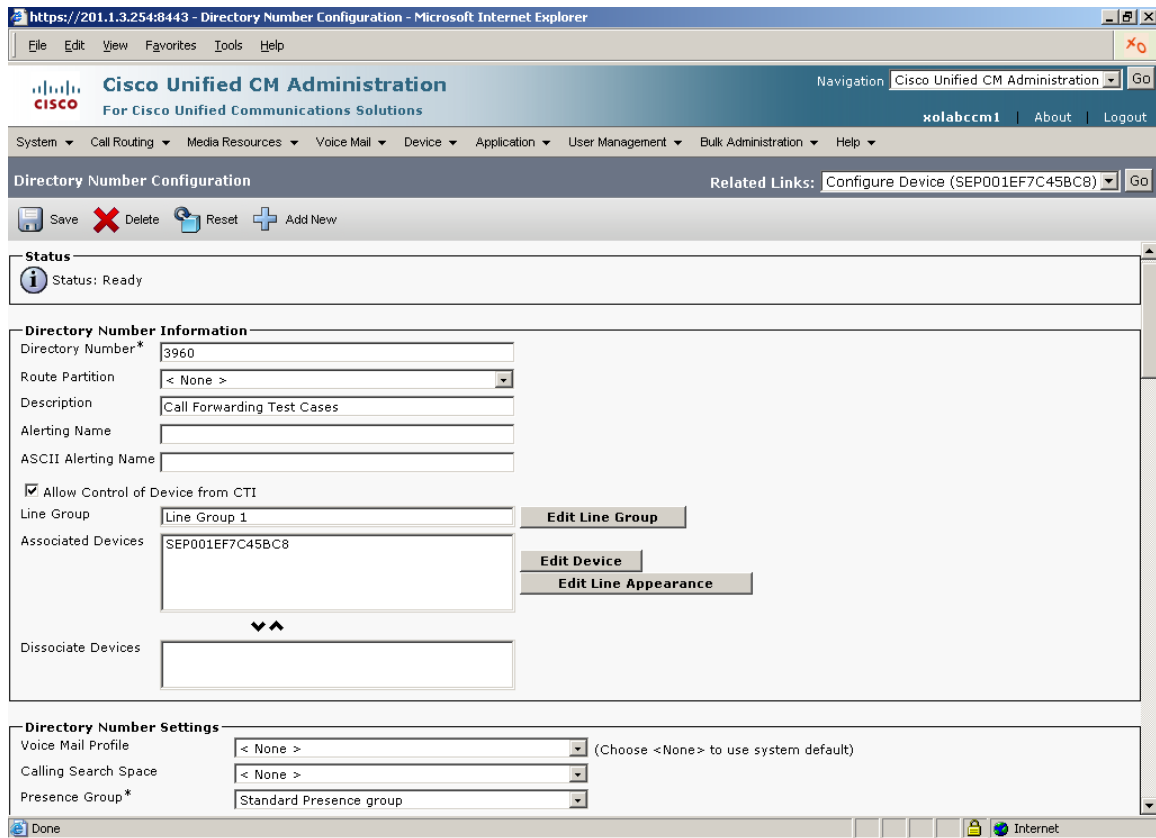 https://201.1.3.254:8443 - Directory Number Configuration - Microsoft Internet Explorer
File Edit View Favorites Tools Help
CISCO
Cisco Unified CM Administration
For Cisco Unified Communications Solutions
Navigation Cisco Unified CM Administration Go
xolabccm1 | About | Logout
System Call Routing Media Resources Voice Mail Device Application User Management Bulk Administration Help
Directory Number Configuration
Related Links: Configure Device (SEP001EF7C45BC8) Go
Save Delete Reset Add New
Status
Status: Ready
Directory Number Information
Directory Number* 3960
Route Partition < None >
Description Call Forwarding Test Cases
Alerting Name
ASCII Alerting Name
Allow Control of Device from CTI
Line Group Line Group 1 Edit Line Group
Associated Devices SEP001EF7C45BC8
Edit Device
Edit Line Appearance
Dissociate Devices
Directory Number Settings
Voice Mail Profile < None > (Choose <None> to use system default)
Calling Search Space < None >
Presence Group* Standard Presence group
Done Internet